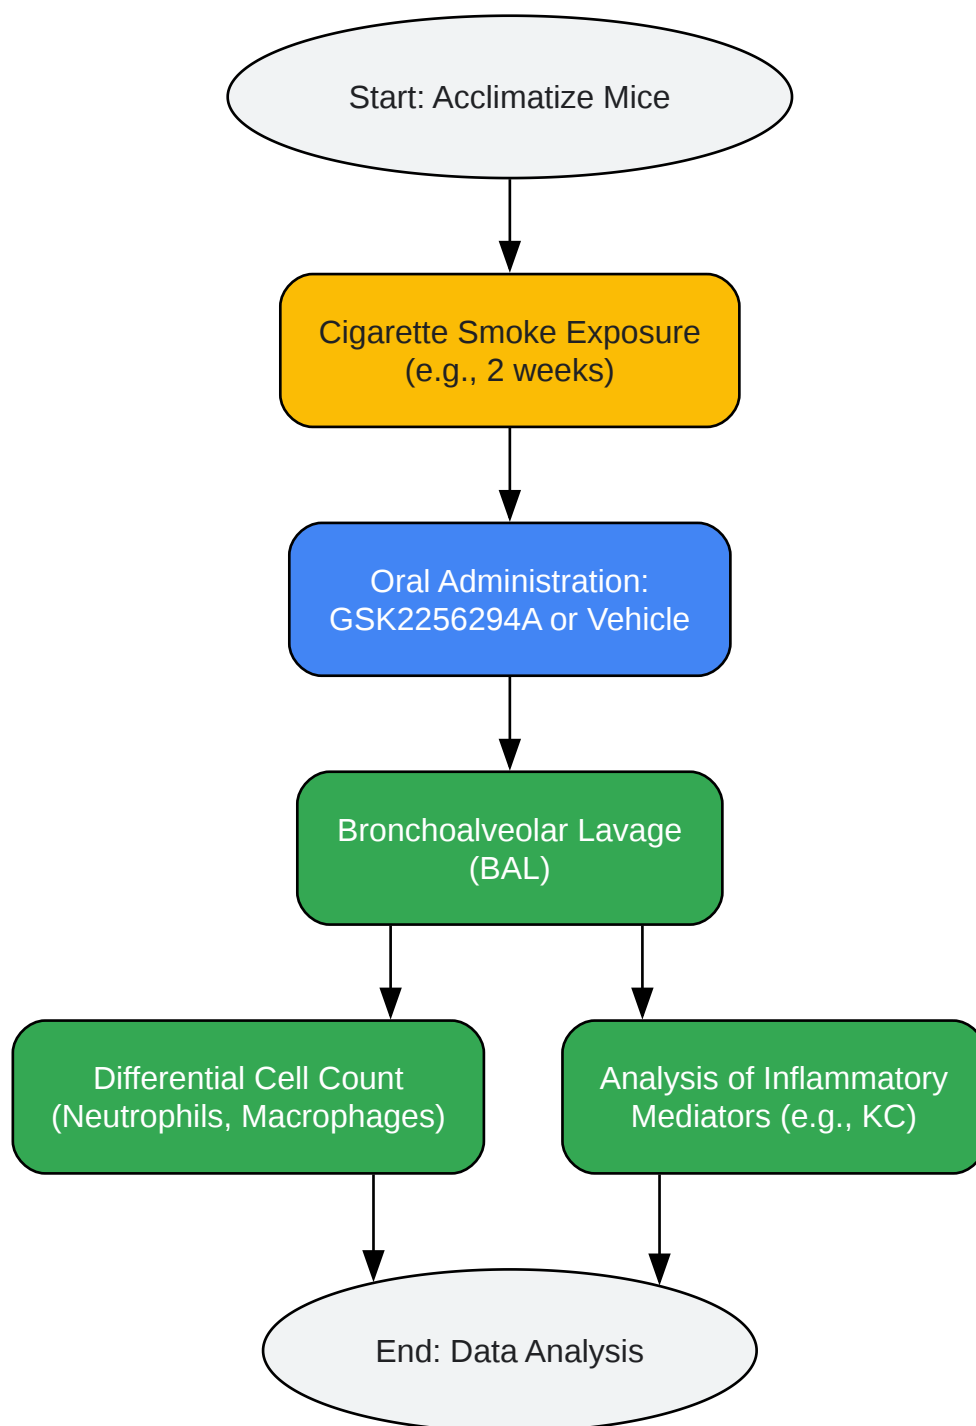 Start: Acclimatize Mice
Cigarette Smoke Exposure
(e.g., 2 weeks)
Oral Administration:
GSK2256294A or Vehicle
Bronchoalveolar Lavage
(BAL)
Differential Cell Count
(Neutrophils, Macrophages)
Analysis of Inflammatory
Mediators (e.g., KC)
End: Data Analysis